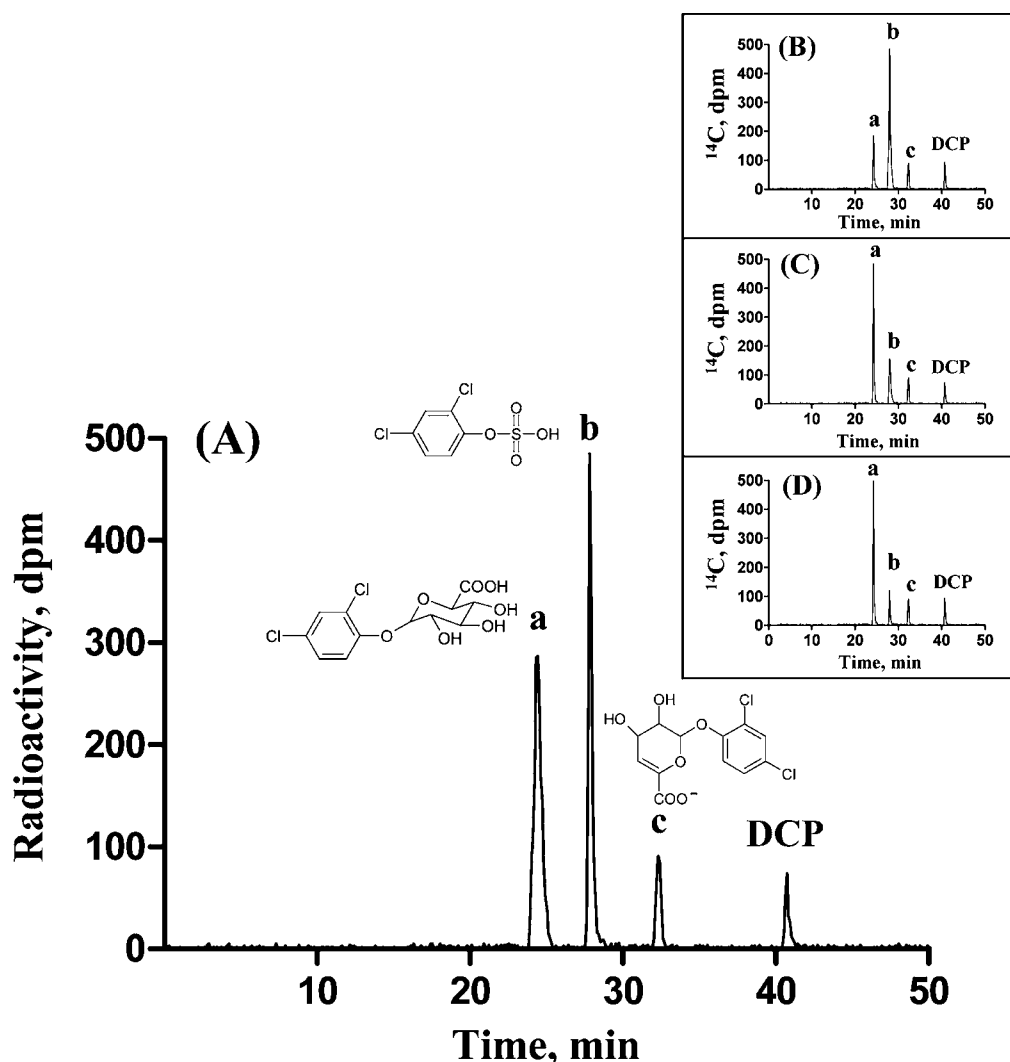 (A)
Radioactivity, dpm
500
400
300
200
100
0
10
20
30
40
50
Time, min
a
b
c
DCP
Cl
Cl
O
S
O
O
OH
Cl
Cl
O
O
COOH
OH
OH
OH
HO
OH
O
O
COO−
Cl
Cl
(B)
14C, dpm
500
400
300
200
100
0
10
20
30
40
50
Time, min
a
b
c
DCP
(C)
14C, dpm
500
400
300
200
100
0
10
20
30
40
50
Time, min
a
b
c
DCP
(D)
14C, dpm
500
400
300
200
100
0
0
10
20
30
40
50
Time, min
a
b
c
DCP